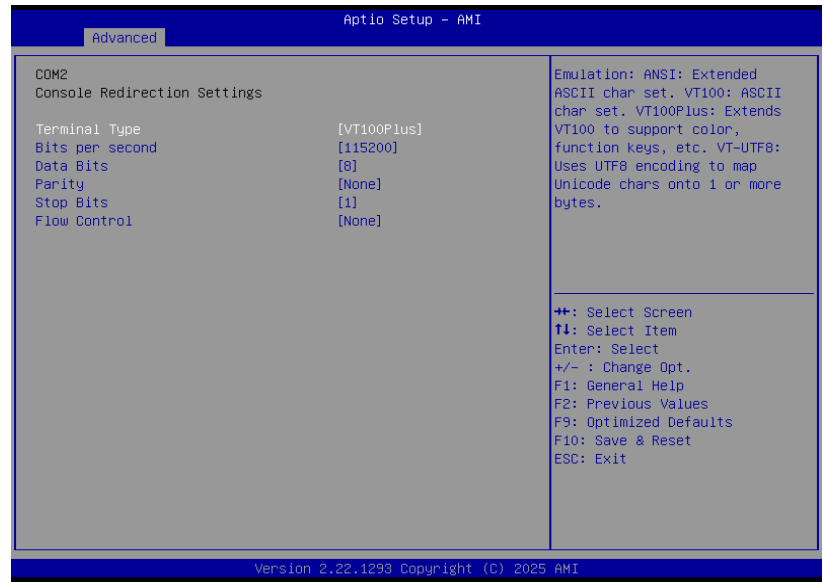 Aptio Setup – AMI
Advanced
COM2
Console Redirection Settings
Terminal Type [VT100Plus]
Bits per second [115200]
Data Bits [8]
Parity [None]
Stop Bits [1]
Flow Control [None]
Emulation: ANSI: Extended
ASCII char set. VT100: ASCII
char set. VT100Plus: Extends
VT100 to support color,
function keys, etc. VT-UTF8:
Uses UTF8 encoding to map
Unicode chars onto 1 or more
bytes.
→←: Select Screen
↑↓: Select Item
Enter: Select
+/- : Change Opt.
F1: General Help
F2: Previous Values
F9: Optimized Defaults
F10: Save & Reset
ESC: Exit
Version 2.22.1293 Copyright (C) 2025 AMI